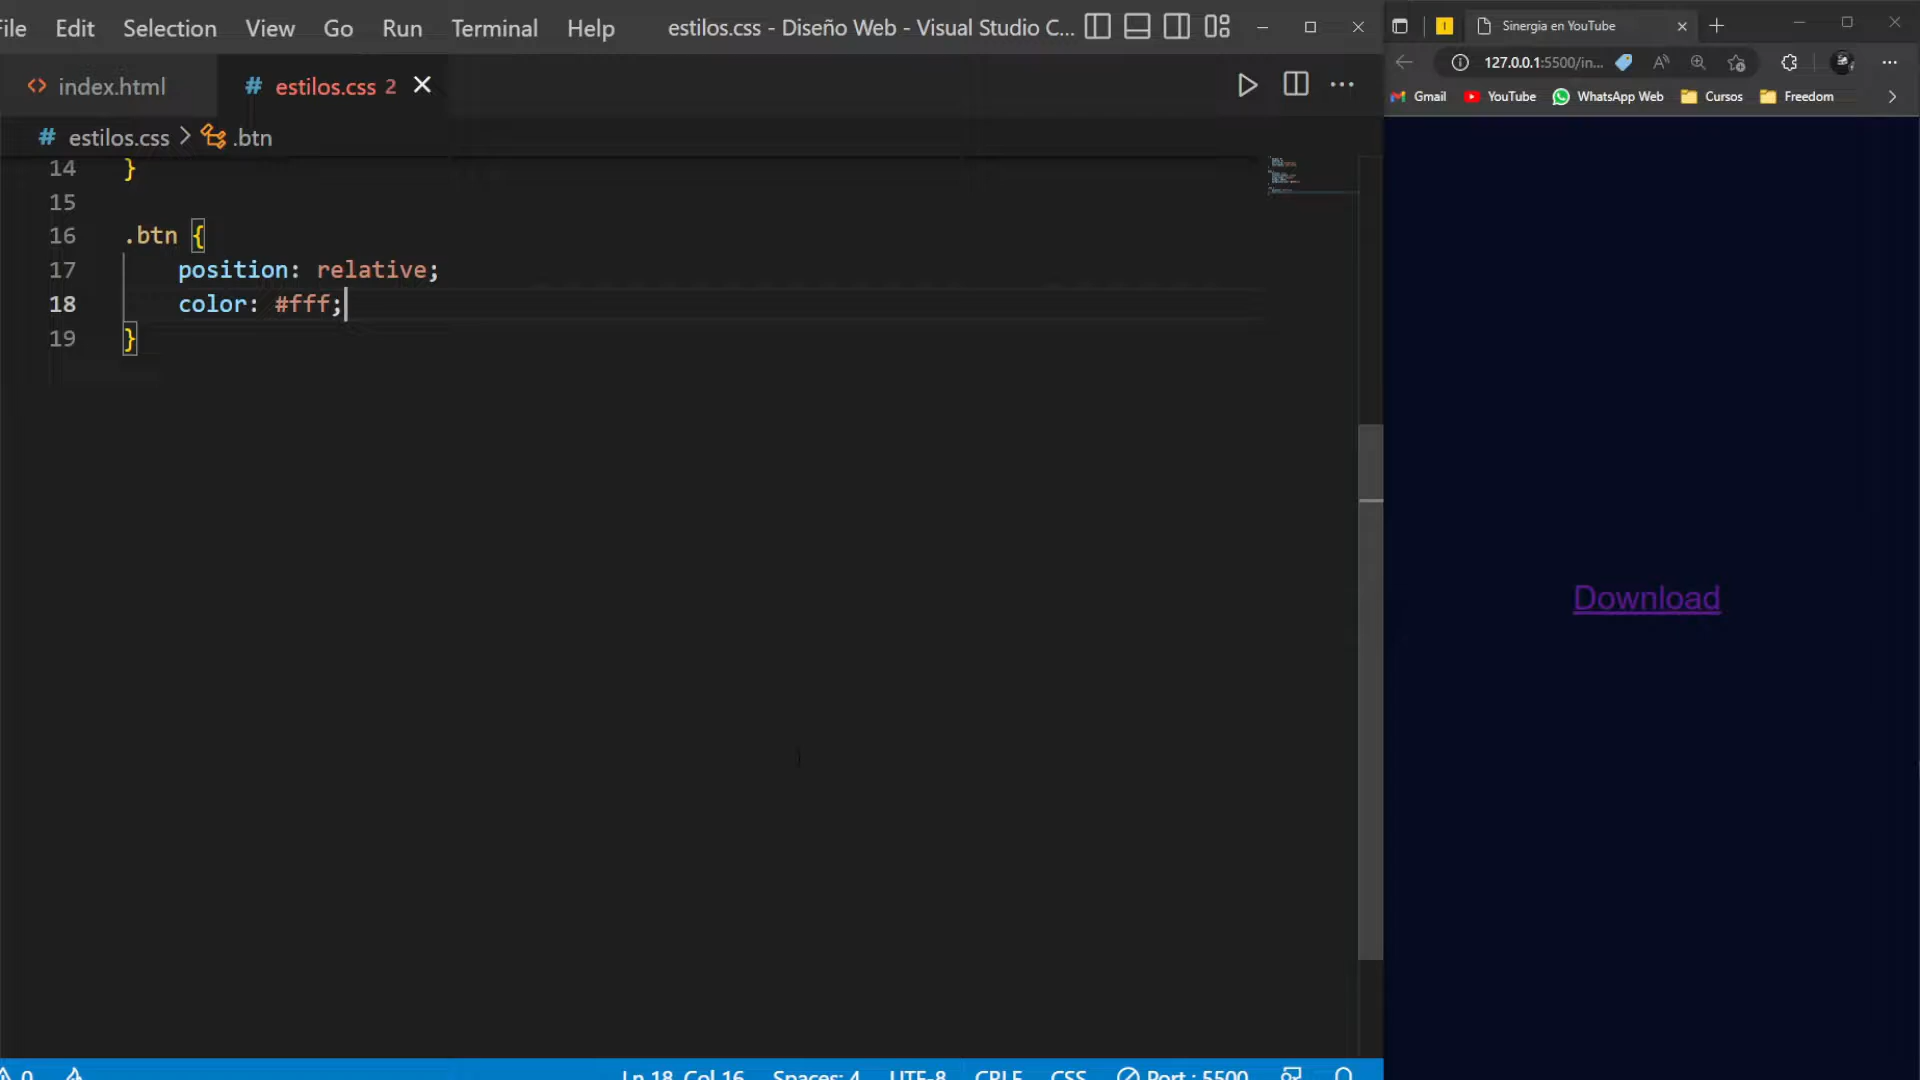 File Edit Selection View Go Run Terminal Help estilos.css - Diseño Web - Visual Studio C...
index.html estilos.css 2
# estilos.css > .btn
14 }
15
16 .btn {
17 position: relative;
18 color: #fff;
19 }
Ln 18, Col 16 Spaces: 4 UTF-8 CRLF CSS Port : 5500
0
Sinergia en YouTube
127.0.0.1:5500/in...
Gmail YouTube WhatsApp Web Cursos Freedom
Download